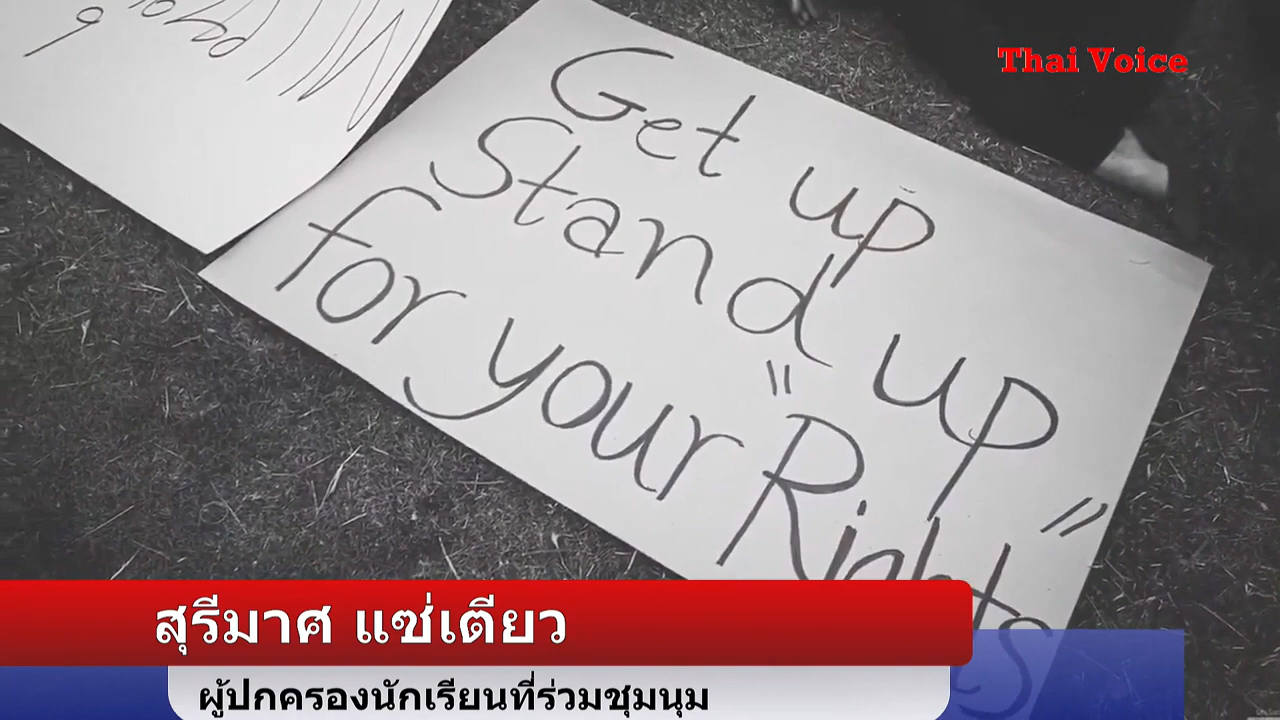 Thai Voice
Get up
Stand up
for your "Rights"
สุรีมาศ แซ่เตียว
ผู้ปกครองนักเรียนที่ร่วมชุมนุม